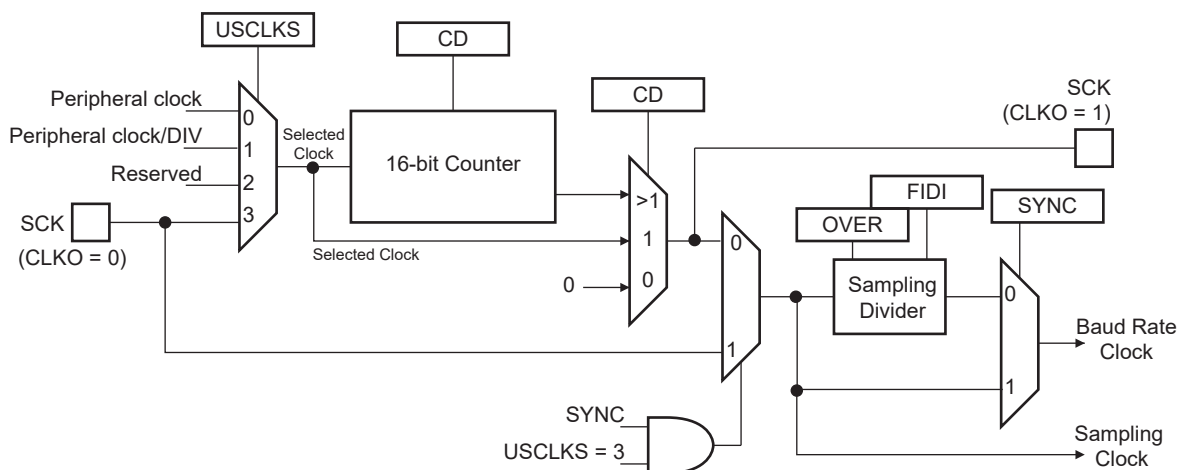 USCLKS
CD
CD
Peripheral clock
Peripheral clock/DIV
Reserved
SCK
(CLKO = 0)
0
1
2
3
Selected
Clock
16-bit Counter
Selected Clock
0
>1
1
0
SCK
(CLKO = 1)
0
1
SYNC
USCLKS = 3
OVER
FIDI
Sampling
Divider
SYNC
0
1
Baud Rate
Clock
Sampling
Clock